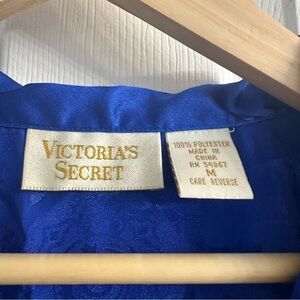 VICTORIA'S
SECRET
100% POLYESTER
MADE IN
CHINA
RN 54867
M
CARE REVERSE